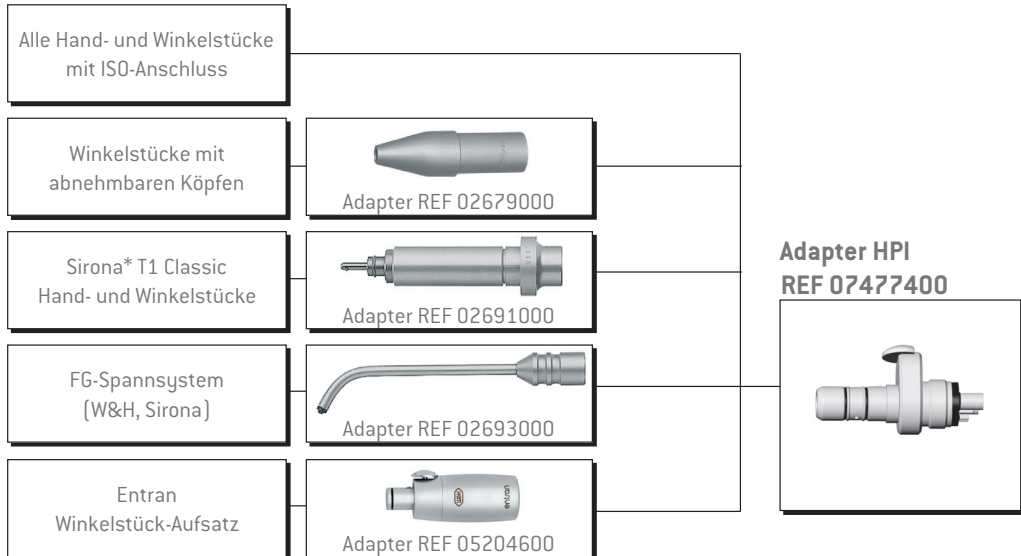 Alle Hand- und Winkelstücke
mit ISO-Anschluss
Winkelstücke mit
abnehmbaren Köpfen
Adapter REF 02679000
Sirona* T1 Classic
Hand- und Winkelstücke
Adapter REF 02691000
Adapter HPI
REF 07477400
FG-Spannsystem
(W&H, Sirona)
Adapter REF 02693000
Entran
Winkelstück-Aufsatz
entran
Adapter REF 05204600